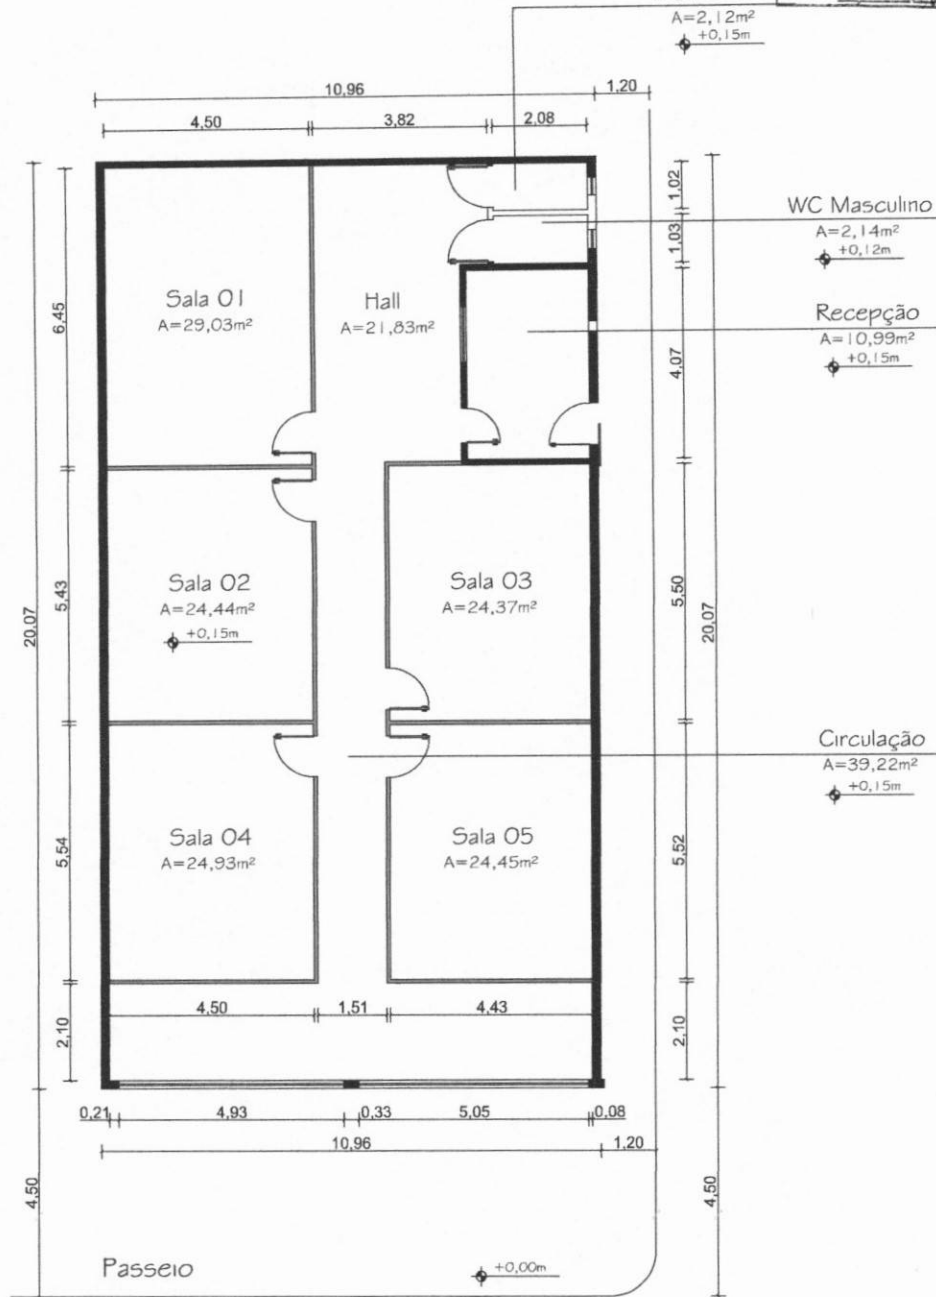 A=2,12m²
+0,15m
10,96
1,20
4,50
3,82
2,08
1,02
WC Masculino
A=2,14m²
+0,12m
1,03
Sala 01
A=29,03m²
Hall
A=21,83m²
6,45
Recepção
A=10,99m²
+0,15m
4,07
Sala 02
A=24,44m²
+0,15m
Sala 03
A=24,37m²
5,43
20,07
5,50
20,07
Circulação
A=39,22m²
+0,15m
Sala 04
A=24,93m²
Sala 05
A=24,45m²
5,54
5,52
4,50
1,51
4,43
2,10
2,10
0,21
4,93
0,33
5,05
0,08
10,96
1,20
4,50
4,50
Passeio
+0,00m